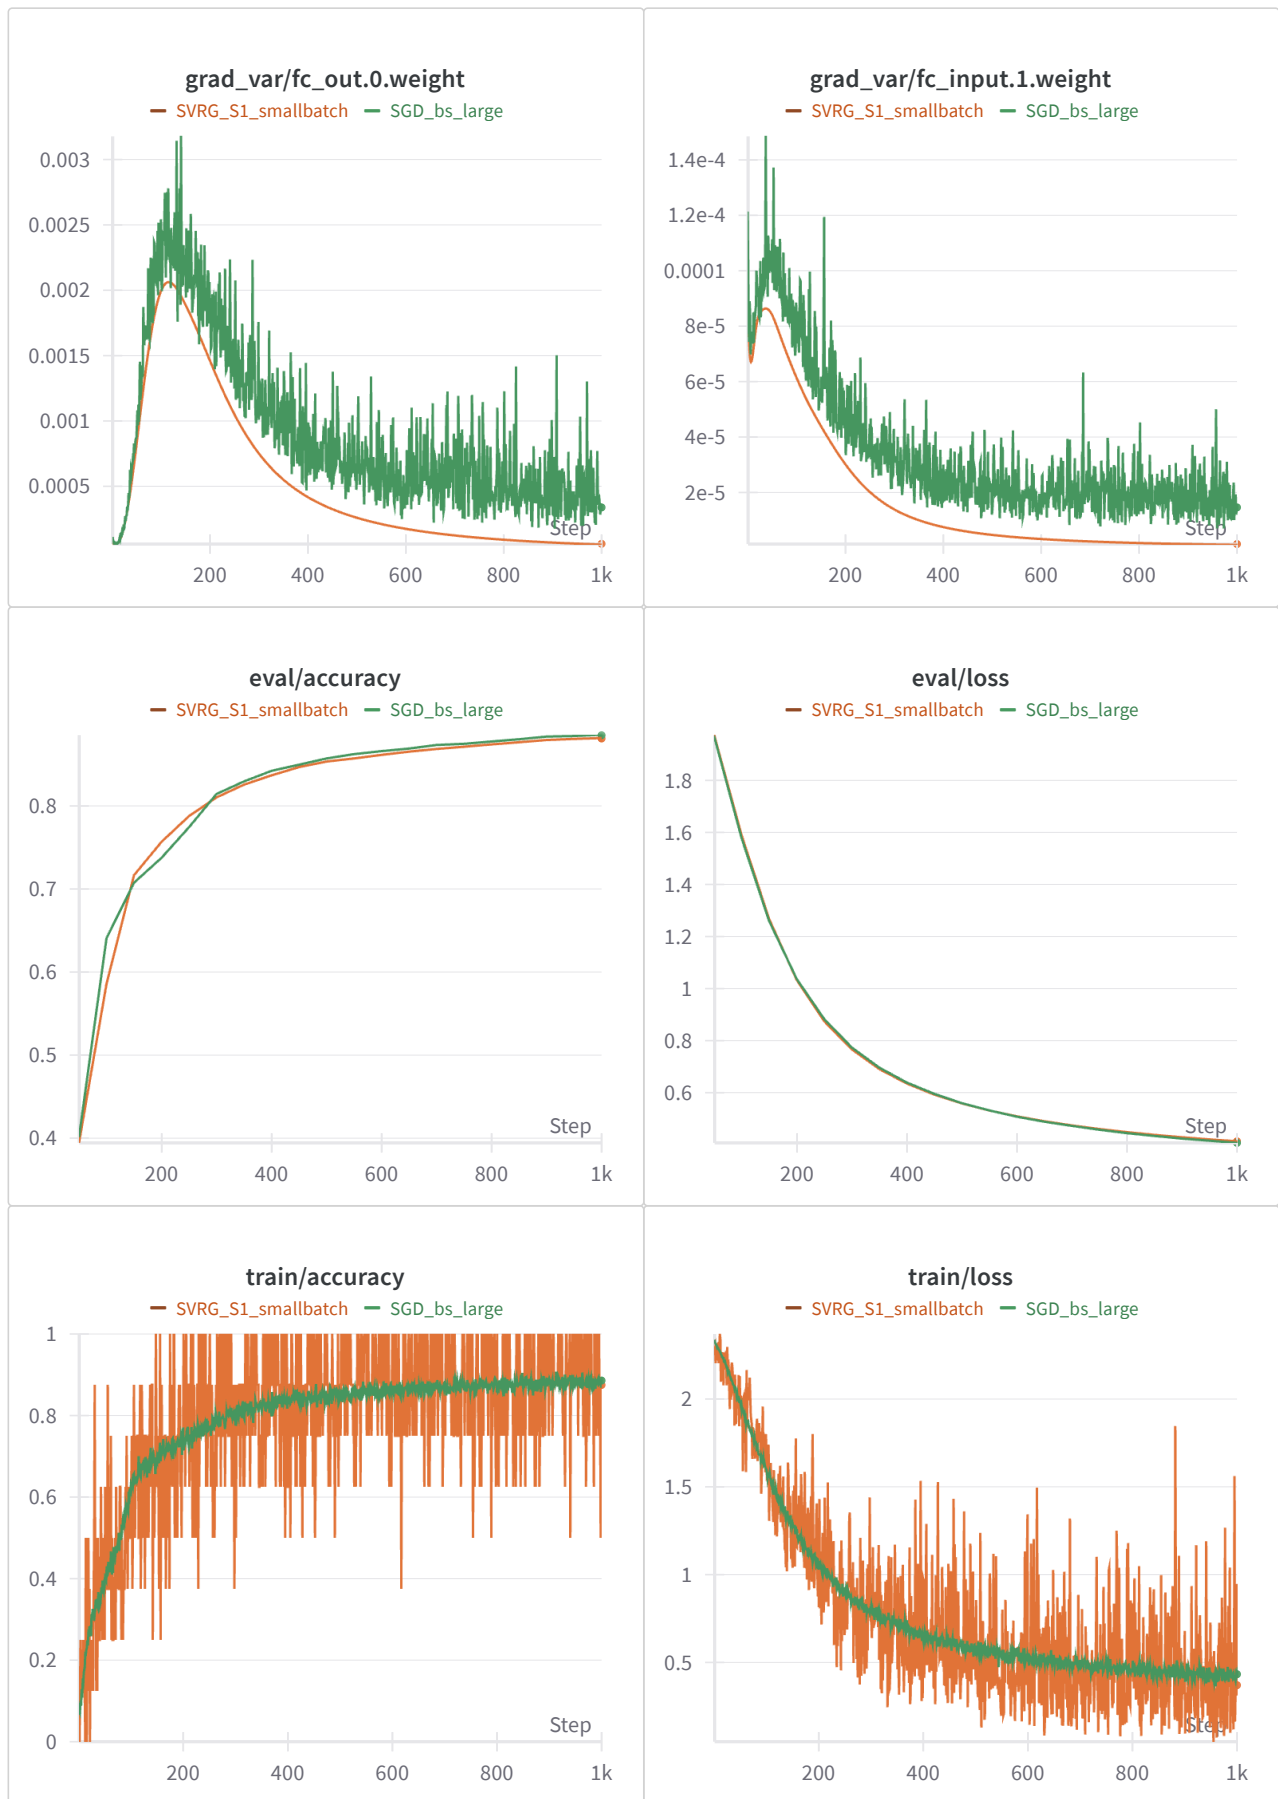 grad_var/fc_out.0.weight
SVRG_S1_smallbatch SGD_bs_large
0.003
0.0025
0.002
0.0015
0.001
0.0005
Step
200 400 600 800 1k
grad_var/fc_input.1.weight
SVRG_S1_smallbatch SGD_bs_large
1.4e-4
1.2e-4
0.0001
8e-5
6e-5
4e-5
2e-5
Step
200 400 600 800 1k
eval/accuracy
SVRG_S1_smallbatch SGD_bs_large
0.8
0.7
0.6
0.5
0.4
Step
200 400 600 800 1k
eval/loss
SVRG_S1_smallbatch SGD_bs_large
1.8
1.6
1.4
1.2
1
0.8
0.6
Step
200 400 600 800 1k
train/accuracy
SVRG_S1_smallbatch SGD_bs_large
1
0.8
0.6
0.4
0.2
0
Step
200 400 600 800 1k
train/loss
SVRG_S1_smallbatch SGD_bs_large
2
1.5
1
0.5
Step
200 400 600 800 1k